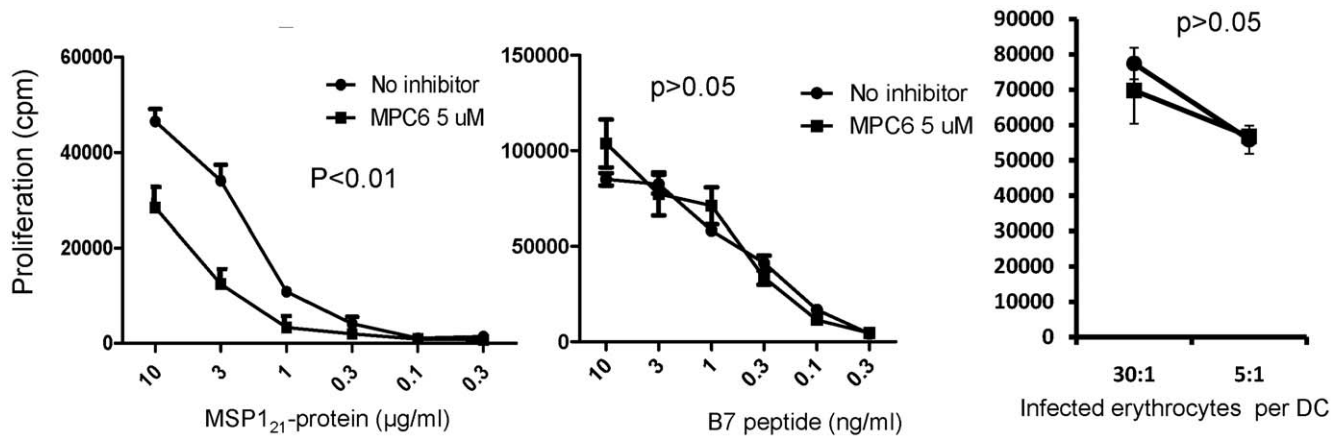 Proliferation (cpm)
60000
40000
20000
0
No inhibitor
MPC6 5 uM
P<0.01
10
3
1
0.3
0.1
0.3
MSP1₂₁-protein (µg/ml)
150000
100000
50000
0
p>0.05
No inhibitor
MPC6 5 uM
10
3
1
0.3
0.1
0.3
B7 peptide (ng/ml)
90000
80000
70000
60000
50000
40000
30000
20000
10000
0
p>0.05
30:1
5:1
Infected erythrocytes per DC